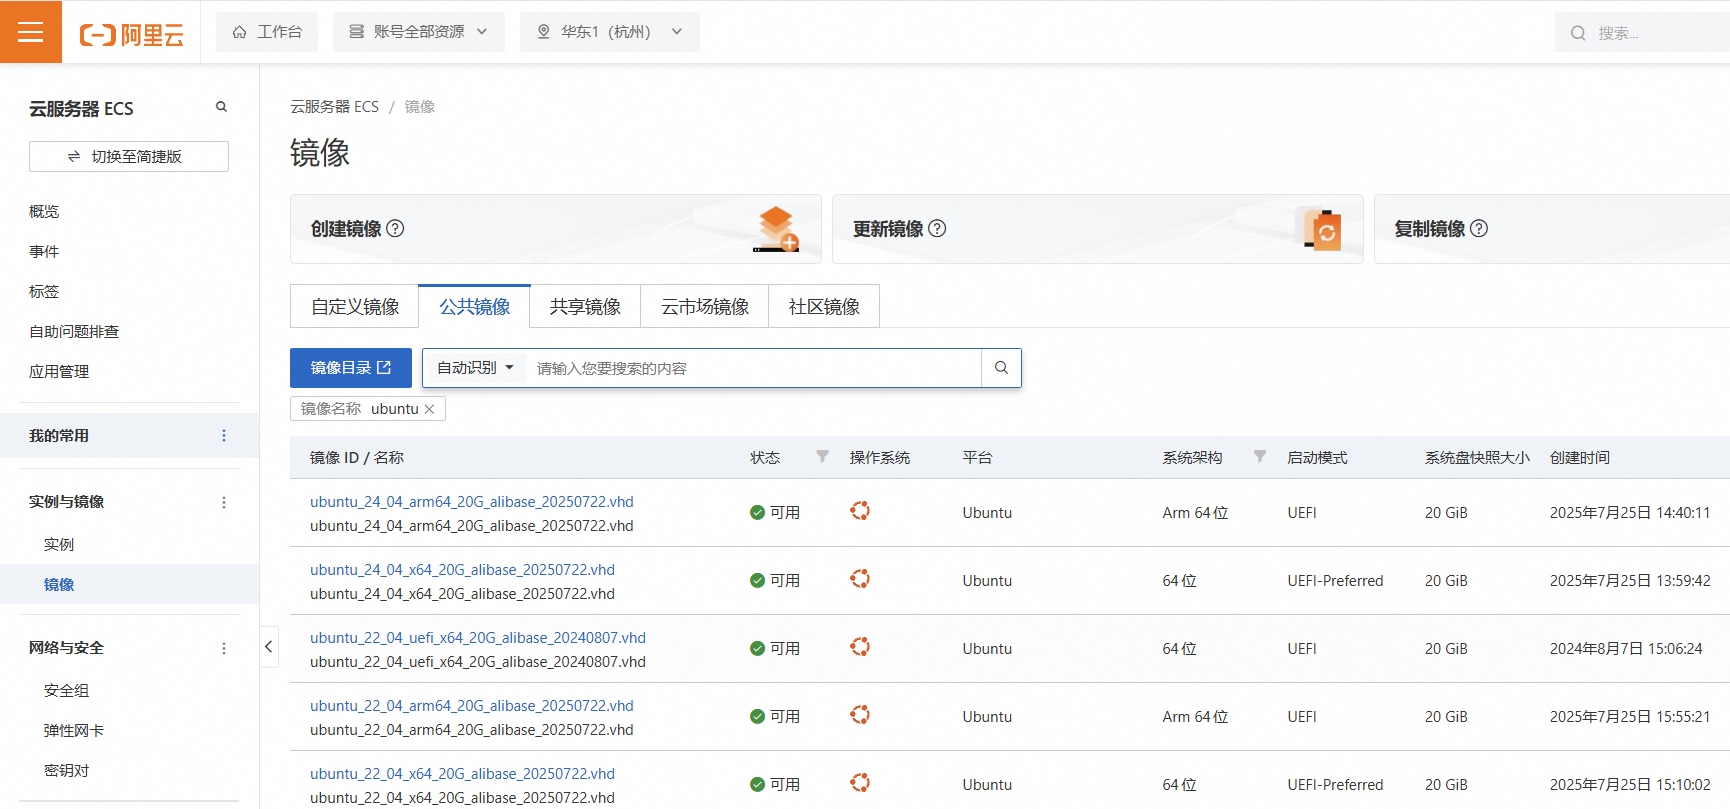 阿里云
工作台
账号全部资源
华东1（杭州）
搜索...
云服务器 ECS
切换至简捷版
概览
事件
标签
自助问题排查
应用管理
我的常用
实例与镜像
实例
镜像
网络与安全
安全组
弹性网卡
密钥对
云服务器 ECS / 镜像
镜像
创建镜像
更新镜像
复制镜像
自定义镜像 公共镜像 共享镜像 云市场镜像 社区镜像
镜像目录 自动识别 请输入您要搜索的内容
镜像名称 ubuntu
镜像 ID / 名称 状态 操作系统 平台 系统架构 启动模式 系统盘快照大小 创建时间
ubuntu_24_04_arm64_20G_alibase_20250722.vhd
ubuntu_24_04_arm64_20G_alibase_20250722.vhd
可用 Ubuntu Arm 64位 UEFI 20 GiB 2025年7月25日 14:40:11
ubuntu_24_04_x64_20G_alibase_20250722.vhd
ubuntu_24_04_x64_20G_alibase_20250722.vhd
可用 Ubuntu 64位 UEFI-Preferred 20 GiB 2025年7月25日 13:59:42
ubuntu_22_04_uefi_x64_20G_alibase_20240807.vhd
ubuntu_22_04_uefi_x64_20G_alibase_20240807.vhd
可用 Ubuntu 64位 UEFI 20 GiB 2024年8月7日 15:06:24
ubuntu_22_04_arm64_20G_alibase_20250722.vhd
ubuntu_22_04_arm64_20G_alibase_20250722.vhd
可用 Ubuntu Arm 64位 UEFI 20 GiB 2025年7月25日 15:55:21
ubuntu_22_04_x64_20G_alibase_20250722.vhd
ubuntu_22_04_x64_20G_alibase_20250722.vhd
可用 Ubuntu 64位 UEFI-Preferred 20 GiB 2025年7月25日 15:10:02